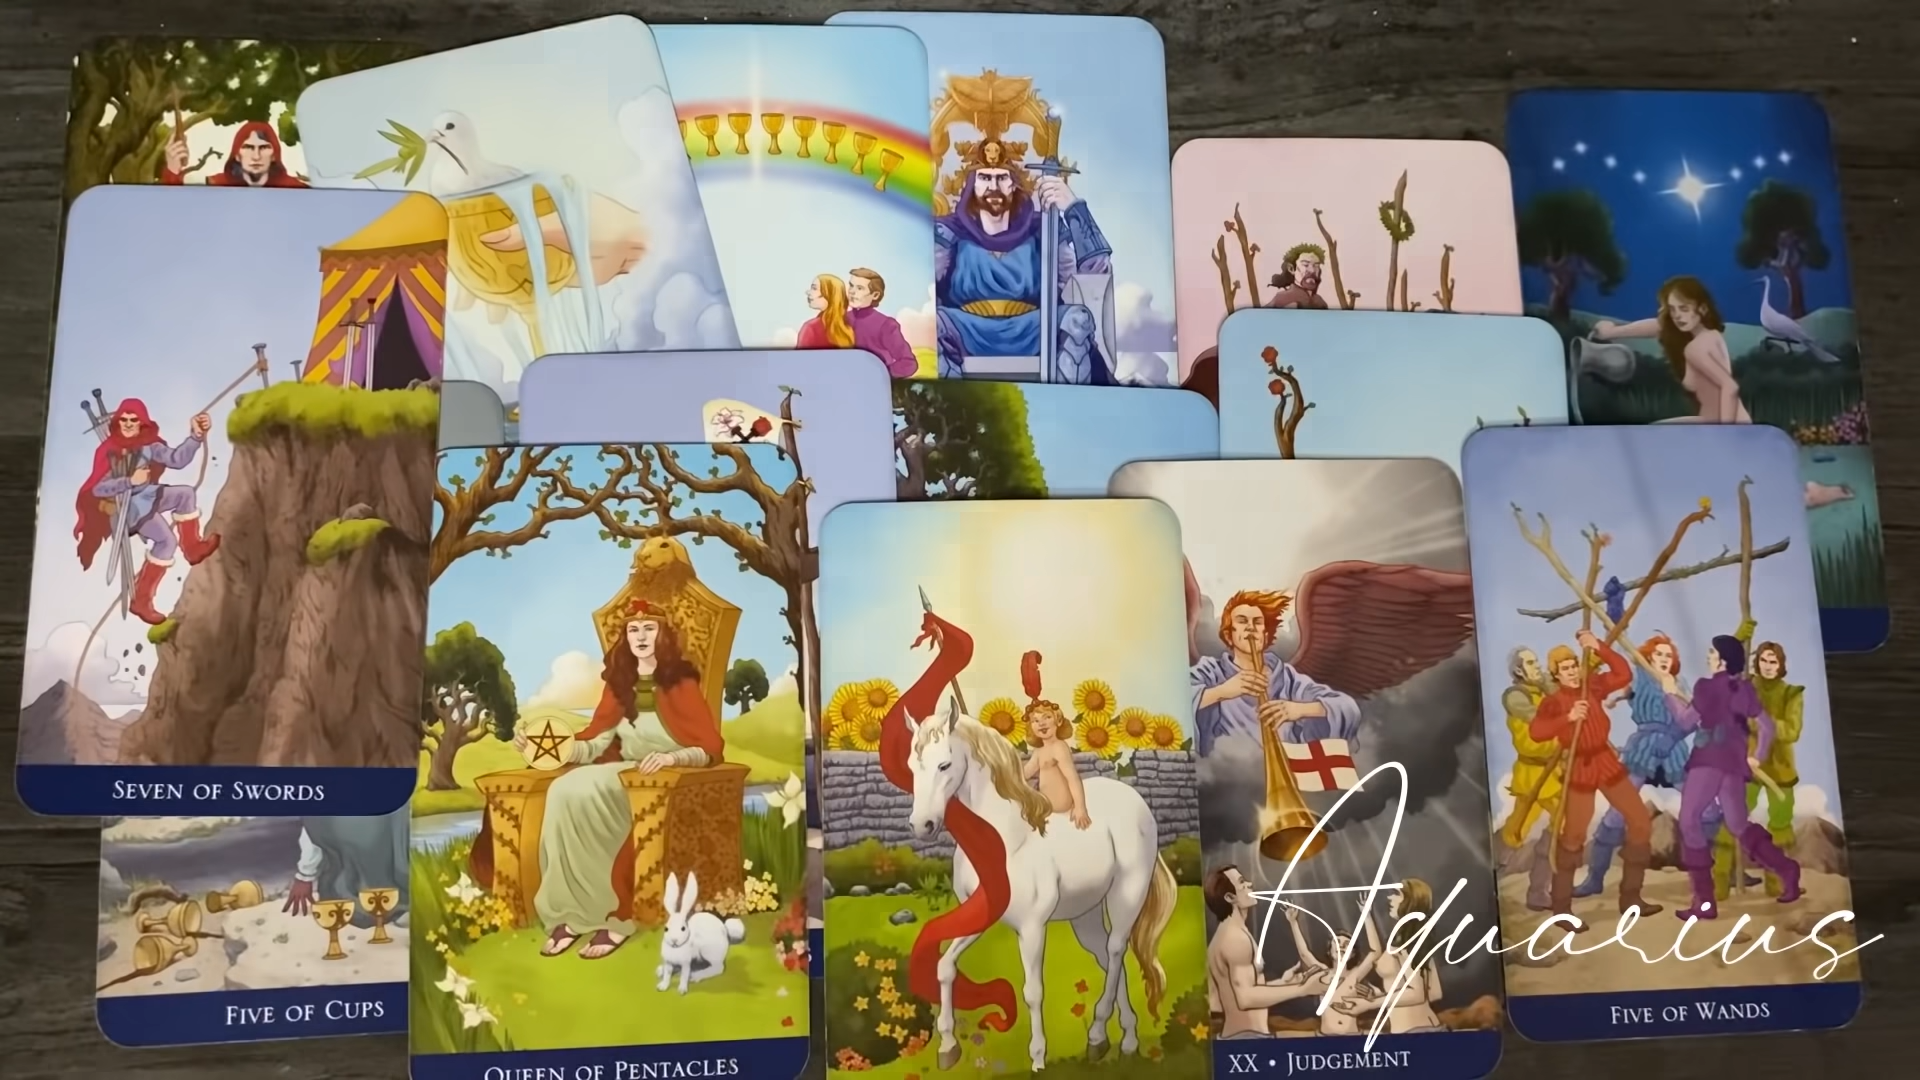 SEVEN OF SWORDS
FIVE OF CUPS
QUEEN OF PENTACLES
XX • JUDGEMENT
FIVE OF WANDS
Aquarius